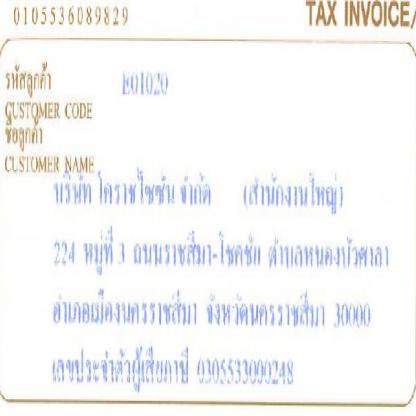 0105536089829 TAX INVOICE/
รหัสลูกค้า E01020
CUSTOMER CODE
ชื่อลูกค้า
CUSTOMER NAME
บริษัท โคราชไซซัน จำกัด (สำนักงานใหญ่)
224 หมู่ที่ 3 ถนนราชสีมา-โชคชัย ตำบลหนองบัวศาลา
อำเภอเมืองนครราชสีมา จังหวัดนครราชสีมา 30000
เลขประจำตัวผู้เสียภาษี 0305533000248